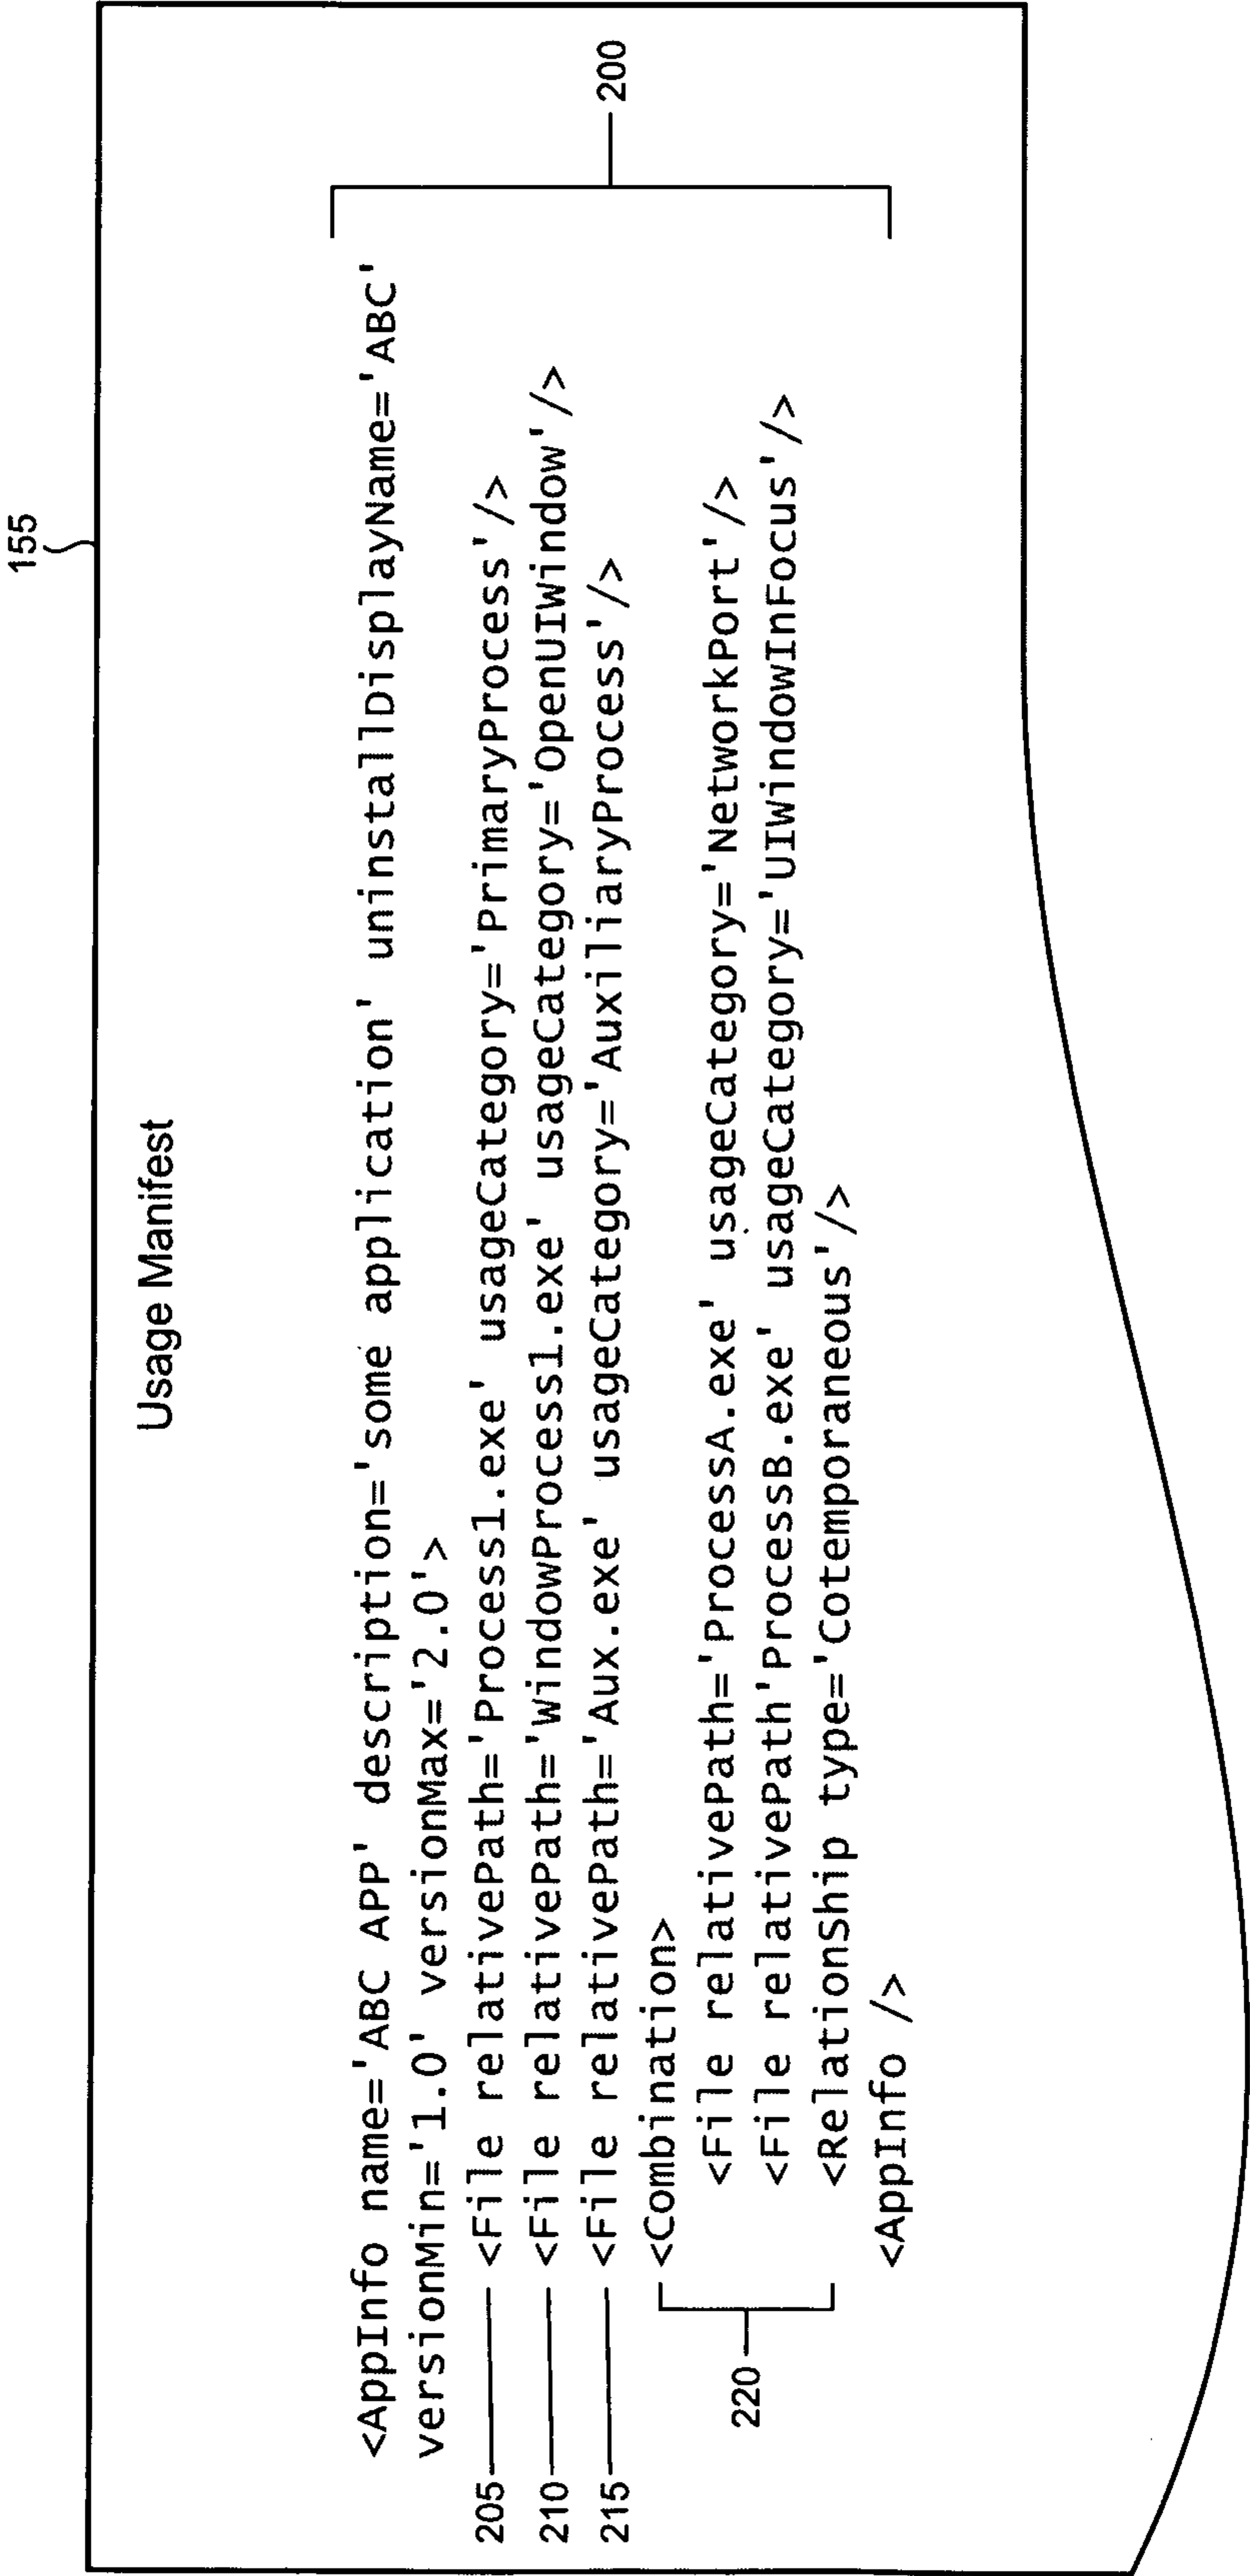 155
Usage Manifest
<AppInfo name='ABC APP' description='some application' uninstallDisplayName='ABC'
versionMin='1.0' versionMax='2.0'>
205 <File relativePath='Process1.exe' usageCategory='PrimaryProcess'/>
210 <File relativePath='WindowProcess1.exe' usageCategory='OpenUIWindow'/>
215 <File relativePath='Aux.exe' usageCategory='AuxiliaryProcess'/>
<Combination>
<File relativePath='ProcessA.exe' usageCategory='NetworkPort'/>
<File relativePath'ProcessB.exe' usageCategory='UIWindowInFocus'/>
<RelationShip type='Cotemporaneous'/>
<AppInfo />
220
200